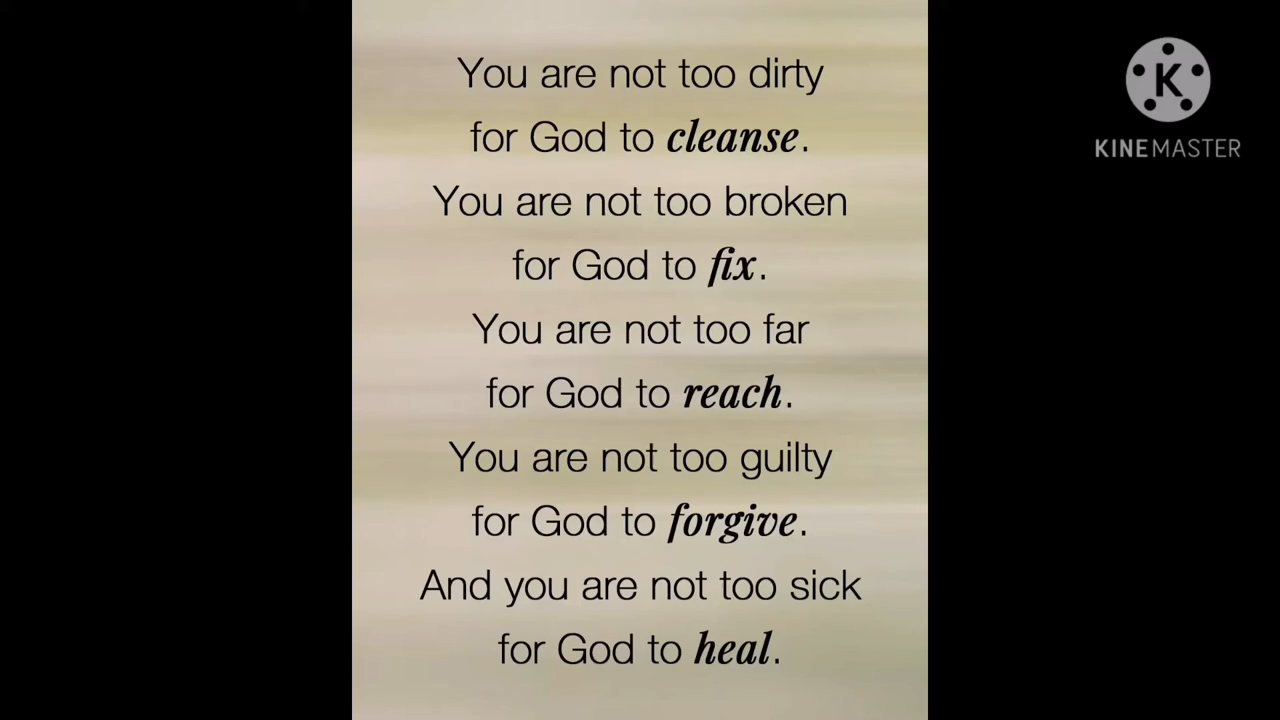 You are not too dirty
for God to cleanse.
You are not too broken
for God to fix.
You are not too far
for God to reach.
You are not too guilty
for God to forgive.
And you are not too sick
for God to heal.
K
KINEMASTER